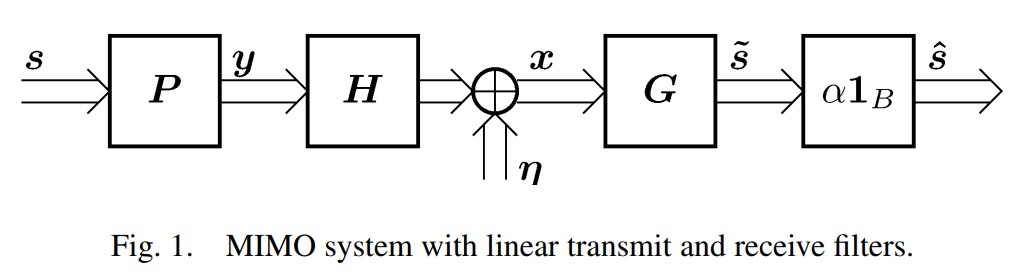 s P y H x G s̃ α1_B ŝ
η
Fig. 1. MIMO system with linear transmit and receive filters.